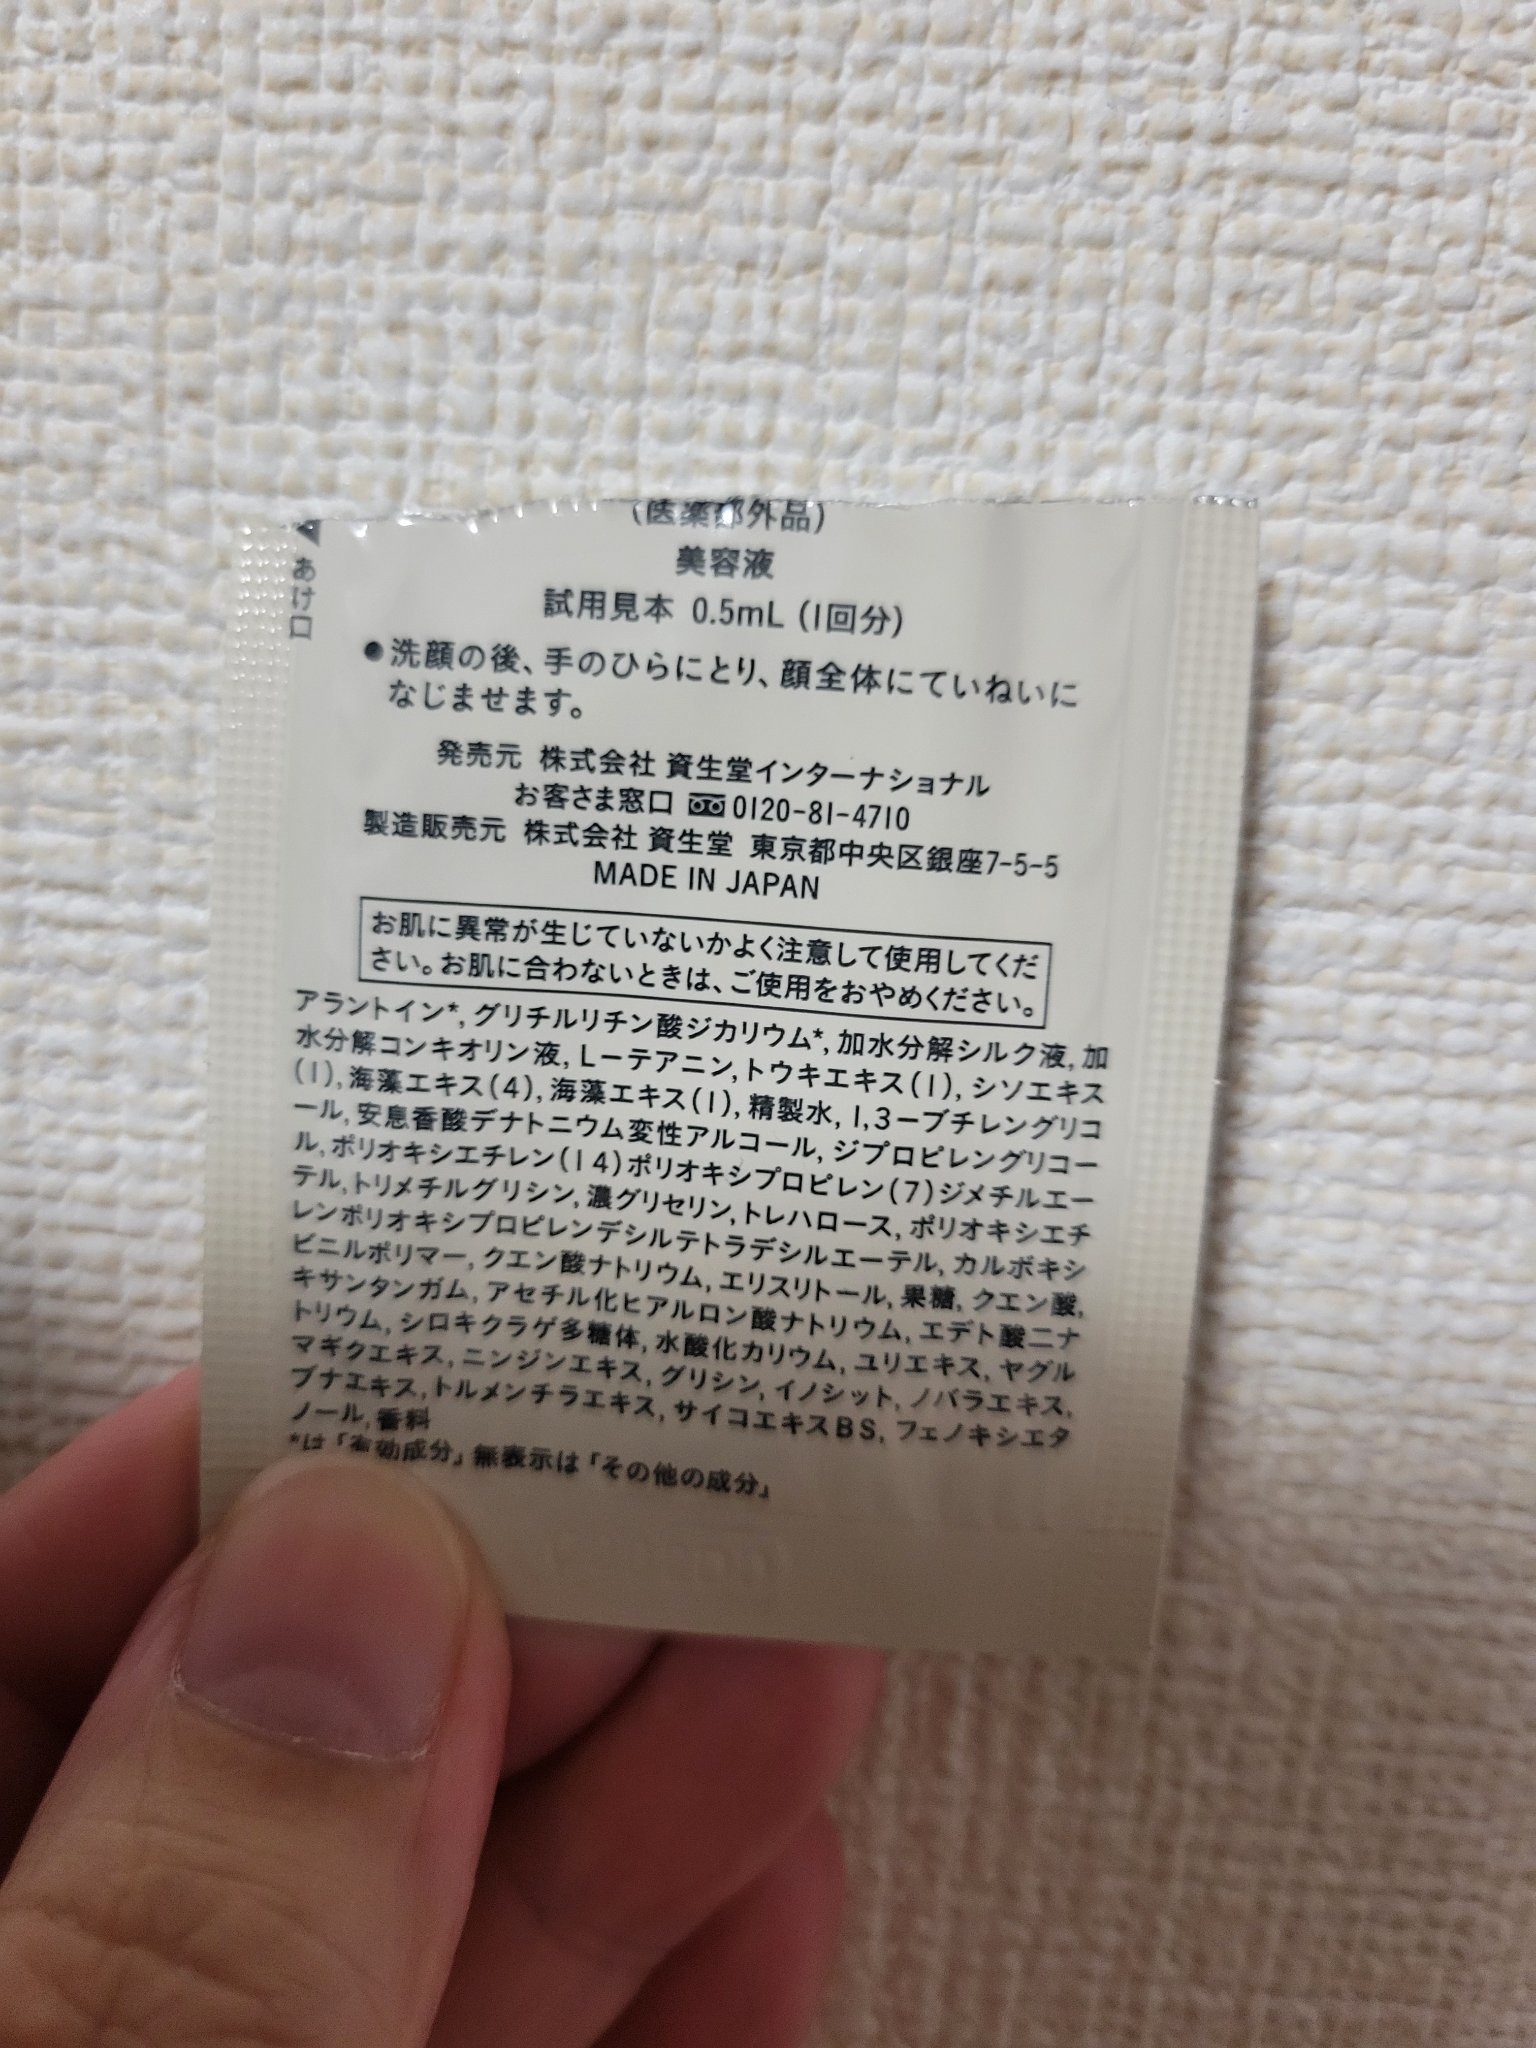 (医薬部外品)
美容液
試用見本 0.5mL (1回分)
あけ口
●洗顔の後、手のひらにとり、顔全体にていねいに
なじませます。
発売元 株式会社 資生堂インターナショナル
お客さま窓口 0120-81-4710
製造販売元 株式会社 資生堂 東京都中央区銀座7-5-5
MADE IN JAPAN
お肌に異常が生じていないかよく注意して使用してくだ
さい。お肌に合わないときは、ご使用をおやめください。
アラントイン*, グリチルリチン酸ジカリウム*, 加水分解シルク液, 加
水分解コンキオリン液, L－テアニン, トウキエキス(1), シソエキス
(1), 海藻エキス(4), 海藻エキス(1), 精製水, 1,3－ブチレングリコ
ール, 安息香酸デナトニウム変性アルコール, ジプロピレングリコー
ル, ポリオキシエチレン(14)ポリオキシプロピレン(7)ジメチルエー
テル, トリメチルグリシン, 濃グリセリン, トレハロース, ポリオキシエチ
レンポリオキシプロピレンデシルテトラデシルエーテル, カルボキシ
ビニルポリマー, クエン酸ナトリウム, エリスリトール, 果糖, クエン酸,
キサンタンガム, アセチル化ヒアルロン酸ナトリウム, エデト酸二ナ
トリウム, シロキクラゲ多糖体, 水酸化カリウム, ユリエキス, ヤグル
マギクエキス, ニンジンエキス, グリシン, イノシット, ノバラエキス,
ブナエキス, トルメンチラエキス, サイコエキスBS, フェノキシエタ
ノール, 香料
*は「有効成分」無表示は「その他の成分」